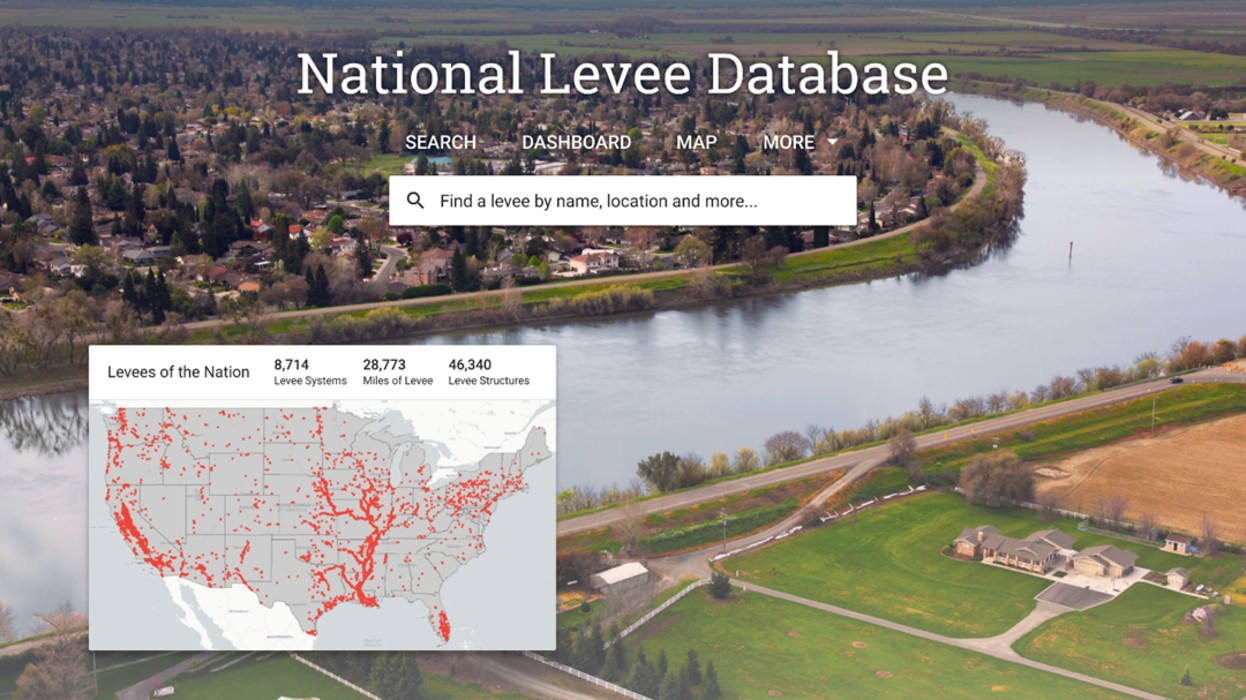 National Levee Database
SEARCH DASHBOARD MAP MORE
Find a levee by name, location and more...
Levees of the Nation
8,714 28,773 46,340
Levee Systems Miles of Levee Levee Structures